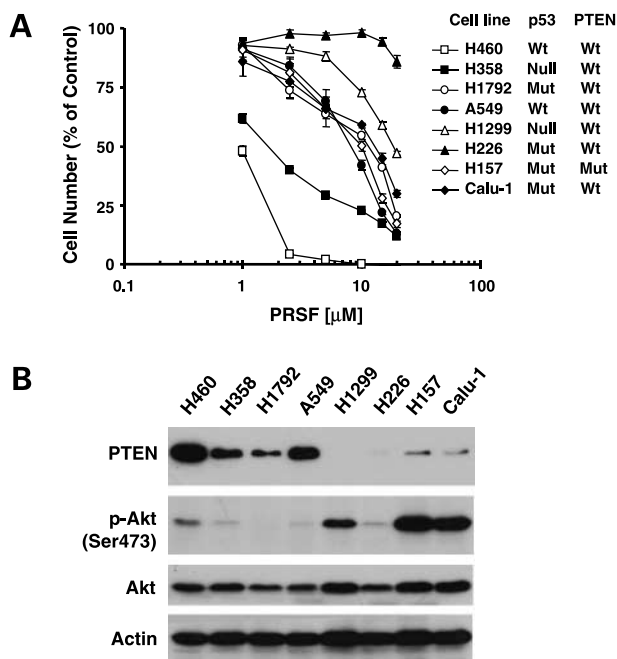 A
Cell Number (% of Control)
100
75
50
25
0
0.1
1
10
100
PRSF [µM]
Cell line p53 PTEN
H460 Wt Wt
H358 Null Wt
H1792 Mut Wt
A549 Wt Wt
H1299 Null Wt
H226 Mut Wt
H157 Mut Mut
Calu-1 Mut Wt
B
H460 H358 H1792 A549 H1299 H226 H157 Calu-1
PTEN
p-Akt
(Ser473)
Akt
Actin